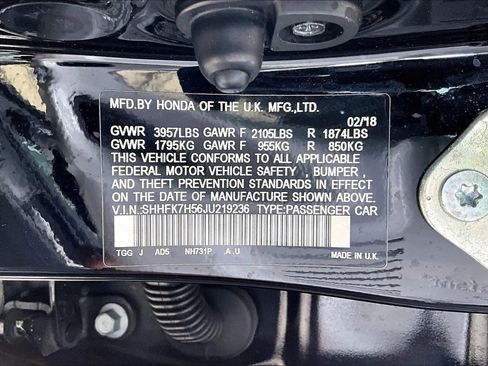 MFD.BY HONDA OF THE U.K. MFG.,LTD.
02/18
GVWR 3957LBS GAWR F 2105LBS R 1874LBS
GVWR 1795KG GAWR F 955KG R 850KG
THIS VEHICLE CONFORMS TO ALL APPLICABLE
FEDERAL MOTOR VEHICLE SAFETY , BUMPER ,
AND THEFT PREVENTION STANDARDS IN EFFECT
ON THE DATE OF MANUFACTURE SHOWN ABOVE.
V.I.N.:SHHFK7H56JU219236 TYPE:PASSENGER CAR
TGG J AD5 NH731P A U
MADE IN U.K.